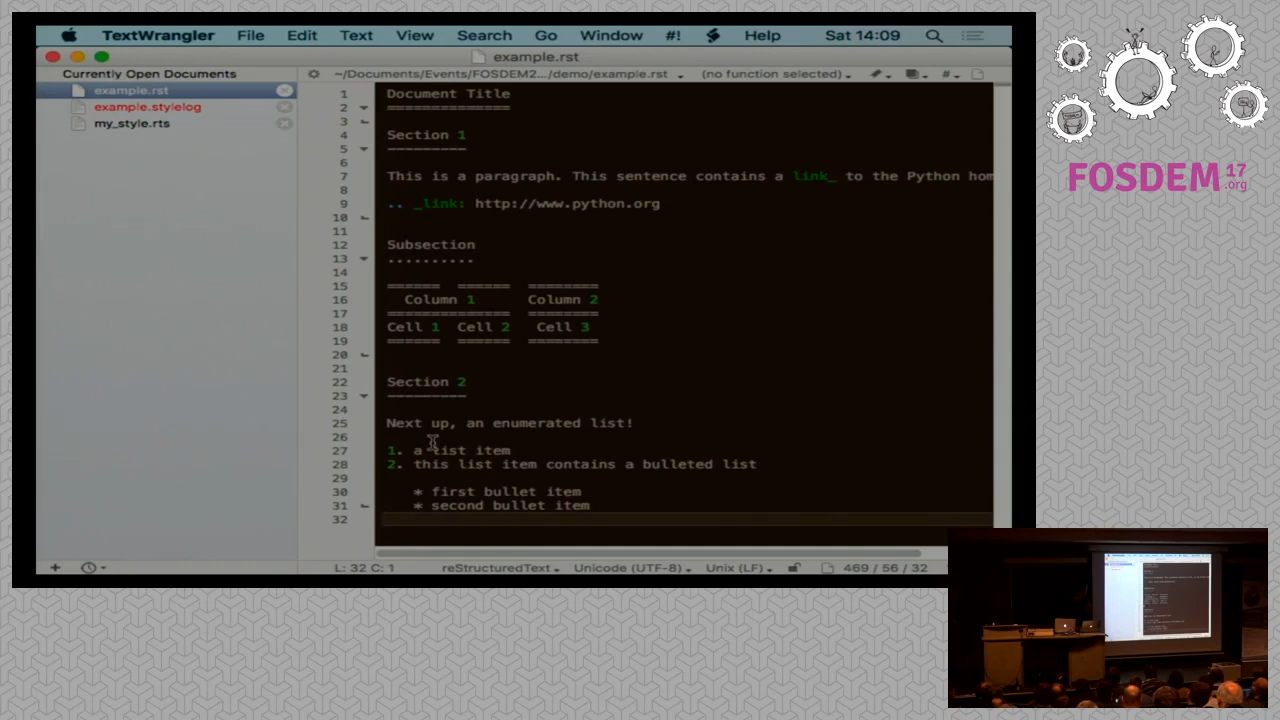 TextWrangler File Edit Text View Search Go Window #! Help Sat 14:09
example.rst
Currently Open Documents
~/Documents/Events/FOSDEM2.../demo/example.rst
(no function selected)
example.rst
example.stylelog
my_style.rts
1 Document Title
2 ==============
3
4 Section 1
5 ---------
6
7 This is a paragraph. This sentence contains a link_ to the Python hom
8
9 .. _link: http://www.python.org
10
11
12 Subsection
13 ..........
14
15 ======  ======  ========
16 Column 1 Column 2
17 ==============  ========
18 Cell 1 Cell 2 Cell 3
19 ======  ======  ========
20
21
22 Section 2
23 ---------
24
25 Next up, an enumerated list!
26
27 1. a list item
28 2. this list item contains a bulleted list
29
30 * first bullet item
31 * second bullet item
32
L: 32 C: 1 reStructuredText Unicode (UTF-8) Unix (LF) / 32
FOSDEM 17
.org